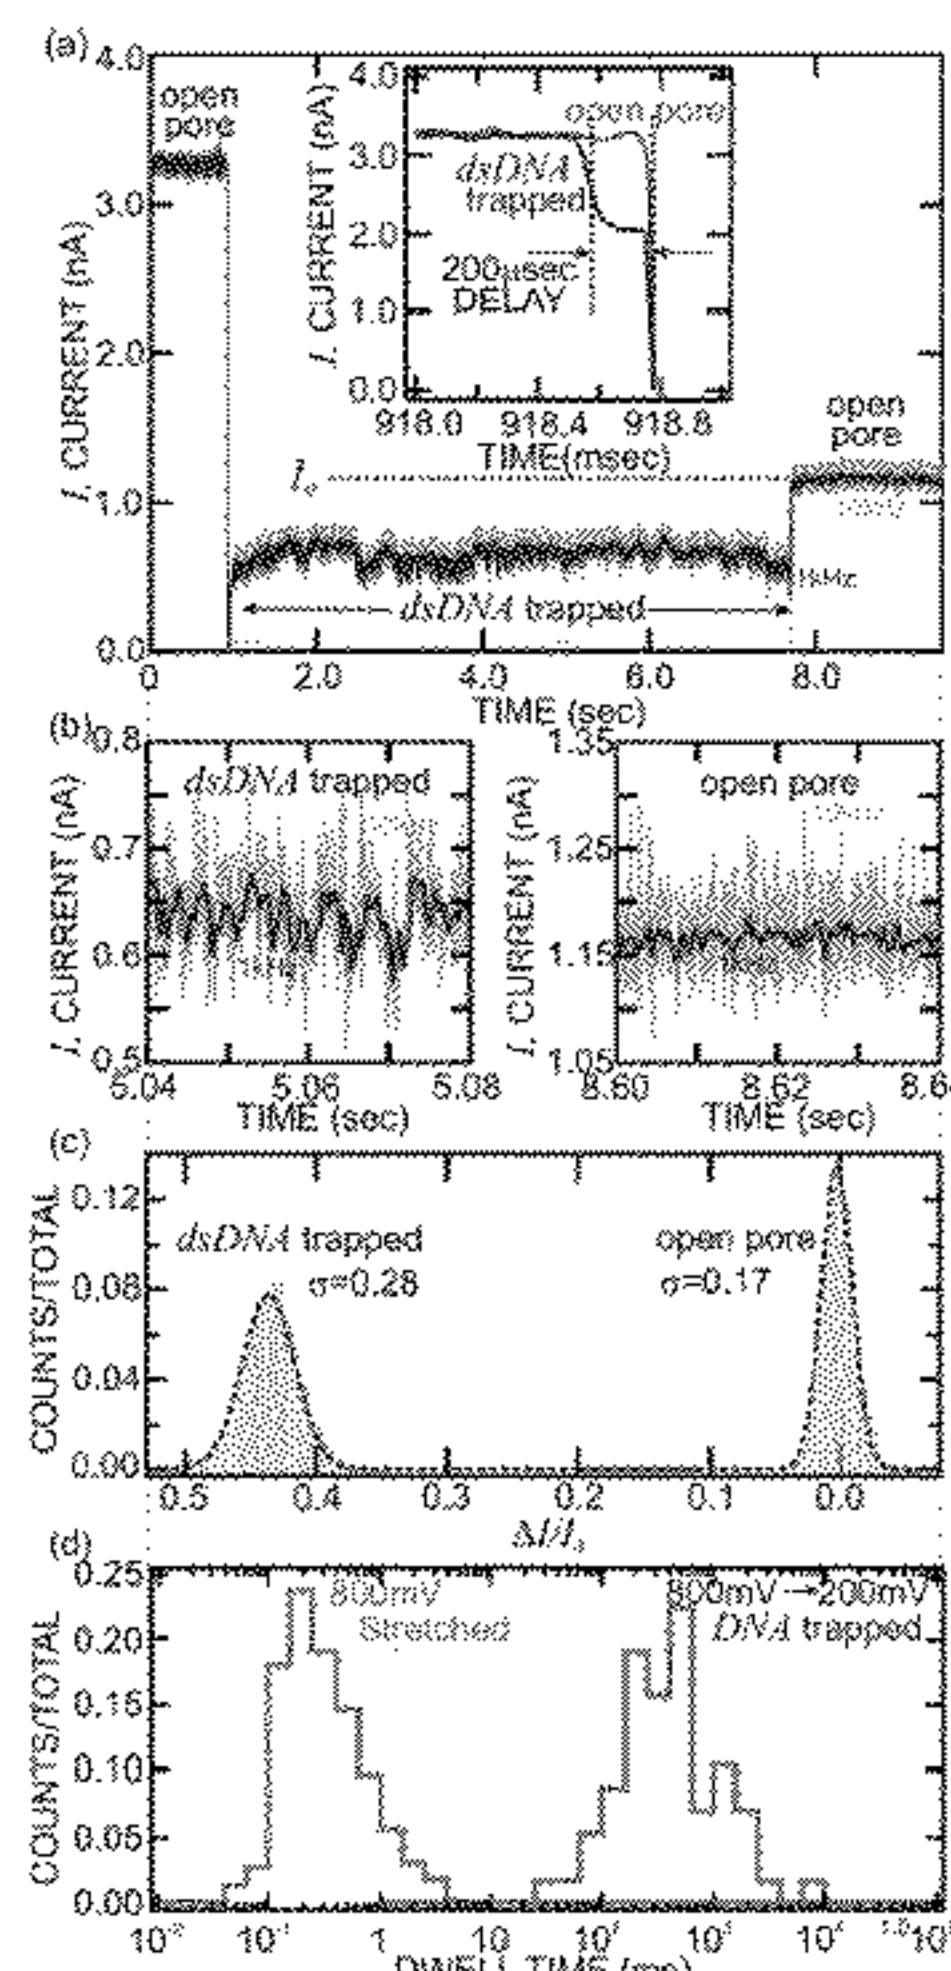 (a)
4.0
3.0
2.0
1.0
0.0
I, CURRENT (nA)
open
pore
4.0
3.0
2.0
1.0
0.0
I, CURRENT (nA)
open pore
dsDNA
trapped
200μsec
DELAY
918.0 918.4 918.8
TIME(msec)
open
pore
dsDNA trapped
0 2.0 4.0 6.0 8.0
TIME (sec)
(b)
0.8
0.7
0.6
0.5
I, CURRENT (nA)
dsDNA trapped
5.04 5.06 5.08
TIME (sec)
1.35
1.25
1.15
1.05
I, CURRENT (nA)
open pore
8.60 8.62
TIME (sec)
(c)
0.12
0.08
0.04
0.00
COUNTS/TOTAL
dsDNA trapped
σ=0.28
open pore
σ=0.17
0.5 0.4 0.3 0.2 0.1 0.0
(d)
0.25
0.20
0.15
0.10
0.05
0.00
COUNTS/TOTAL
800mV
Stretched
800mV→200mV
DNA trapped
1 10
DWELL TIME